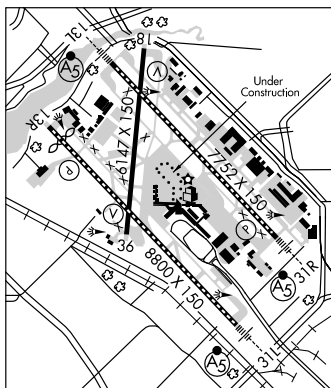 13L
18
A5
V
Under
Construction
13R
6147 X 150
7752 X 150
P
P
V
36
8800 X 150
31R
A5
31L
A5